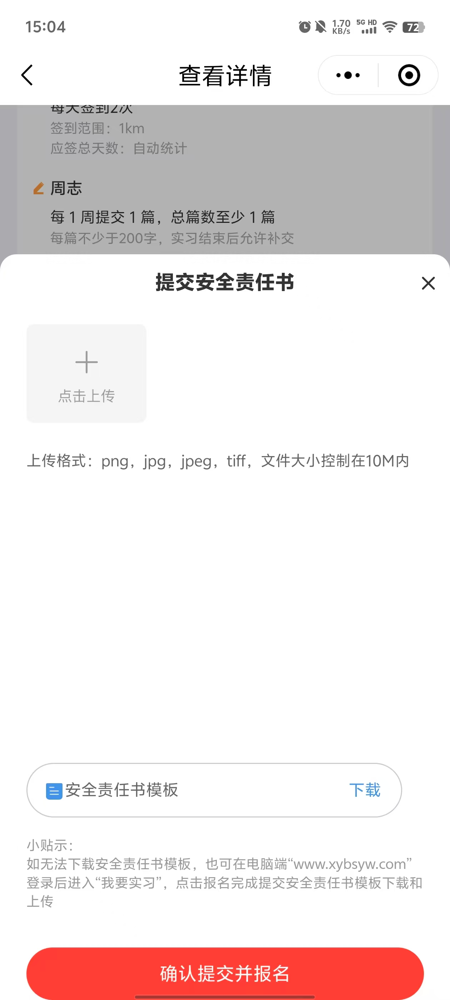 15:04
1.70
KB/s
5G HD
72
查看详情
每天签到2次
签到范围：1km
应签总天数：自动统计
周志
每 1 周提交 1 篇，总篇数至少 1 篇
每篇不少于200字，实习结束后允许补交
提交安全责任书
点击上传
上传格式：png，jpg，jpeg，tiff，文件大小控制在10M内
安全责任书模板
下载
小贴示：
如无法下载安全责任书模板，也可在电脑端“www.xybsyw.com”
登录后进入“我要实习”，点击报名完成提交安全责任书模板下载和
上传
确认提交并报名